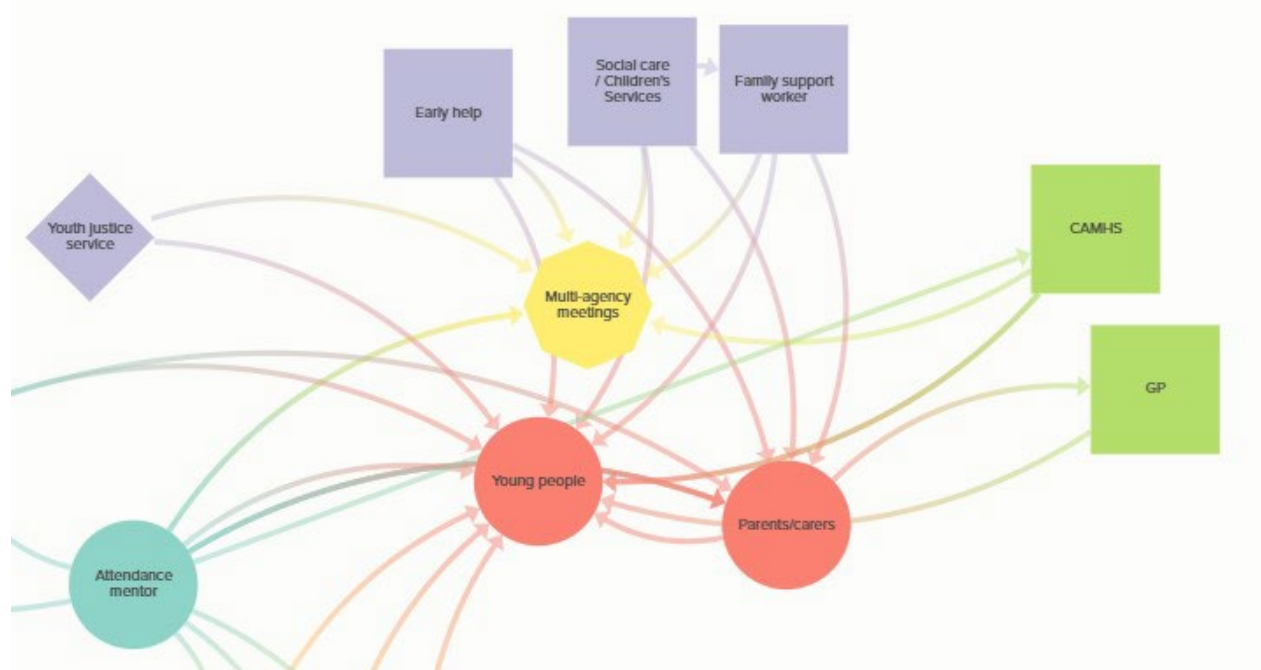 Early help
Social care
/ Children's
Services
Family support
worker
Youth justice
service
CAMHS
Multi-agency
meetings
GP
Young people
Parents/carers
Attendance
mentor